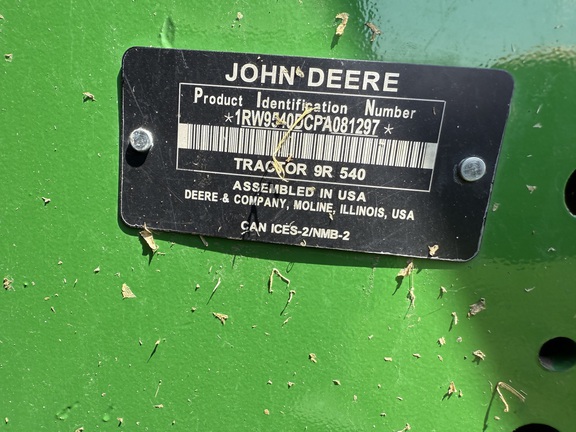 JOHN DEERE
Product Identification Number
*1RW9540DCPA081297*
TRACTOR 9R 540
ASSEMBLED IN USA
DEERE & COMPANY, MOLINE, ILLINOIS, USA
CAN ICES-2/NMB-2